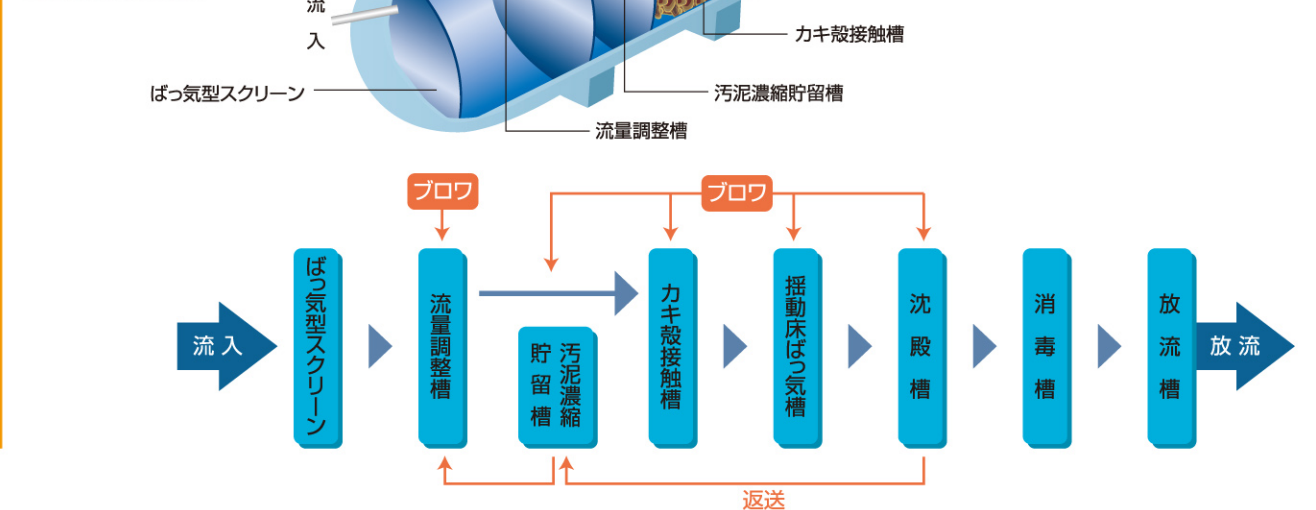 流入
カキ殻接触槽
ばっ気型スクリーン
汚泥濃縮貯留槽
流量調整槽
ブロワ
ブロワ
流入
ばっ気型スクリーン
流量調整槽
汚泥濃縮
貯留槽
カキ殻接触槽
揺動床ばっ気槽
沈殿槽
消毒槽
放流槽
放流
返送